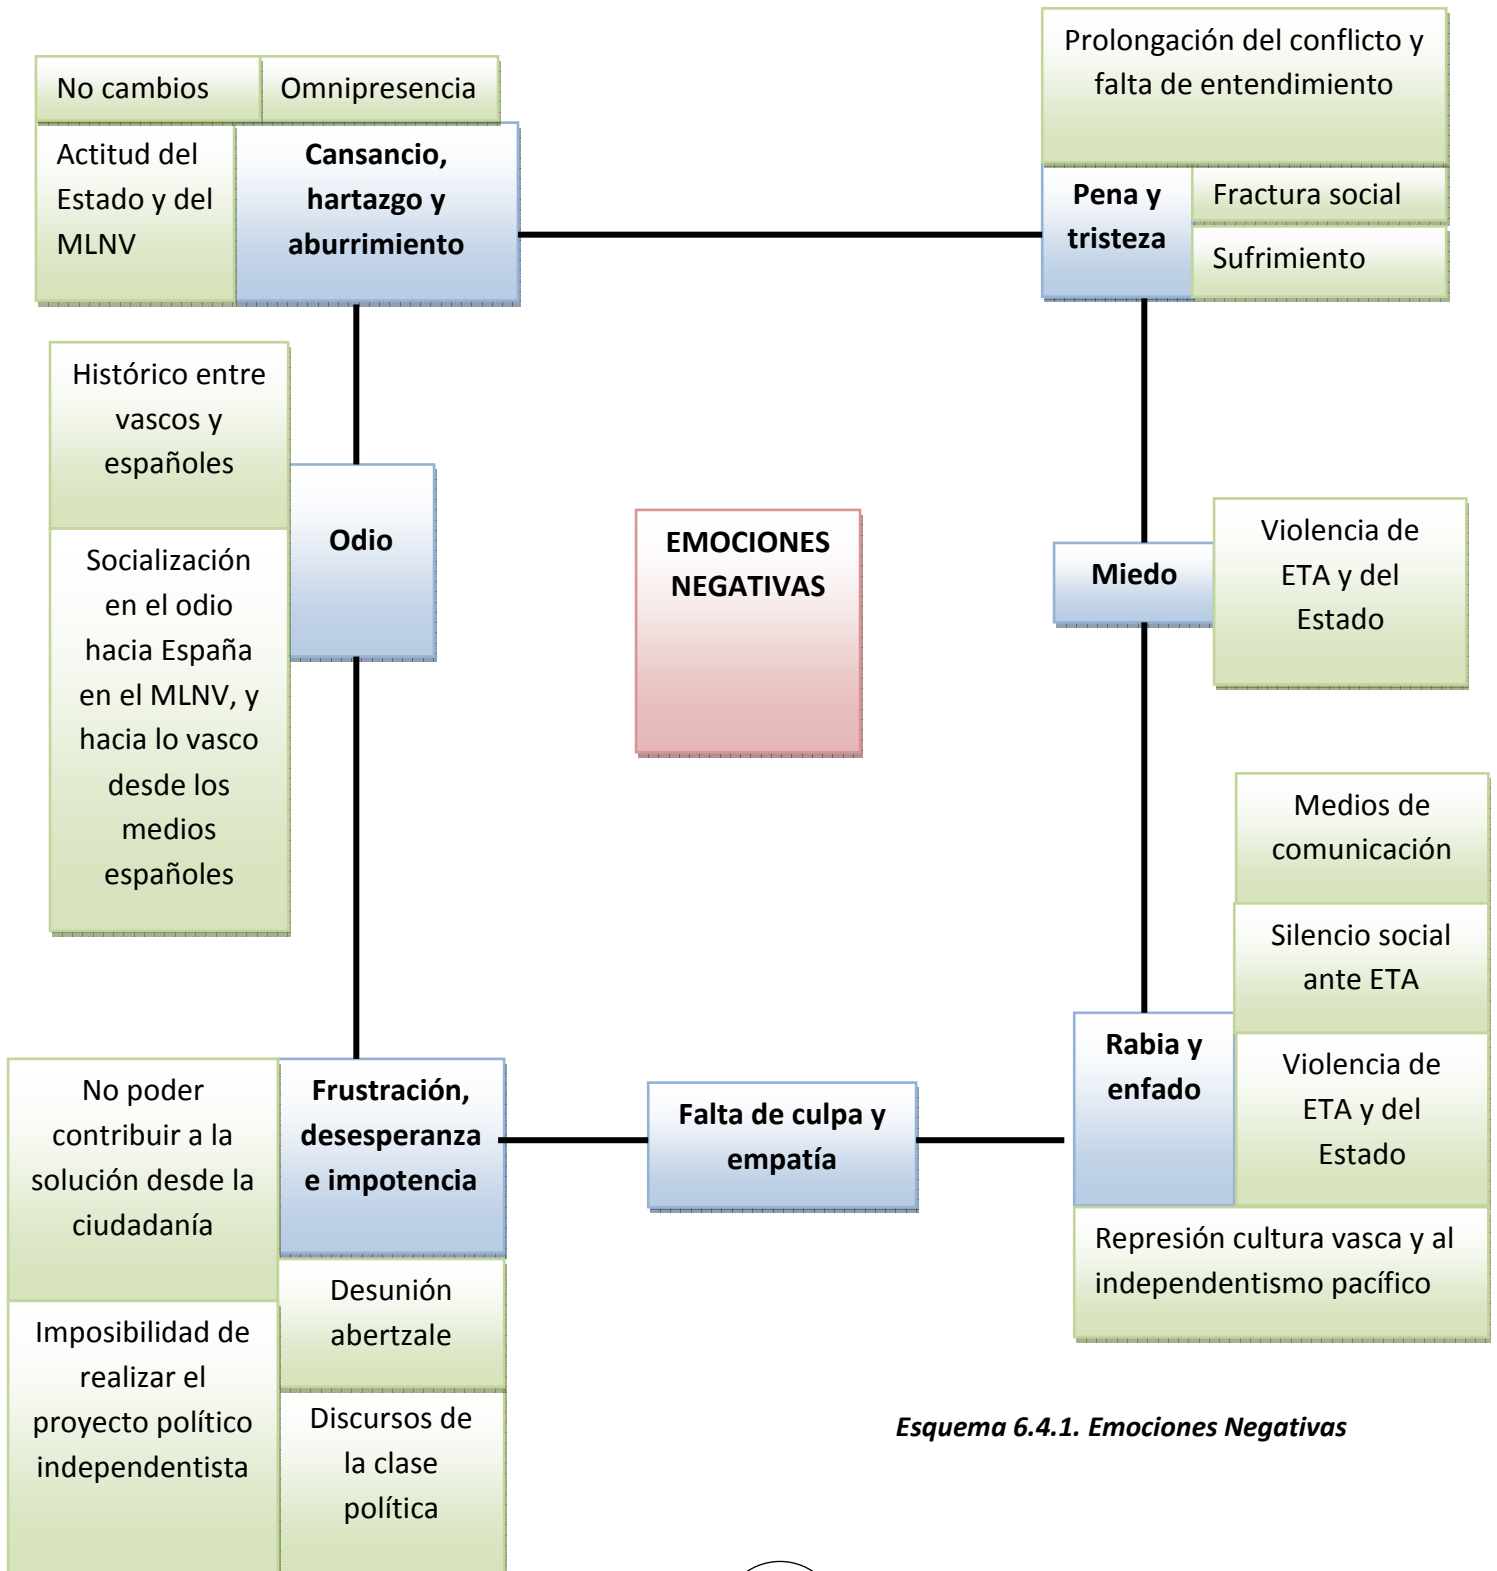 No cambios
Omnipresencia
Actitud del
Estado y del
MLNV
Cansancio,
hartazgo y
aburrimiento
Prolongación del conflicto y
falta de entendimiento
Pena y
tristeza
Fractura social
Sufrimiento
Histórico entre
vascos y
españoles
Socialización
en el odio
hacia España
en el MLNV, y
hacia lo vasco
desde los
medios
españoles
Odio
EMOCIONES
NEGATIVAS
Miedo
Violencia de
ETA y del
Estado
Medios de
comunicación
Silencio social
ante ETA
Rabia y
enfado
Violencia de
ETA y del
Estado
Represión cultura vasca y al
independentismo pacífico
No poder
contribuir a la
solución desde la
ciudadanía
Frustración,
desesperanza
e impotencia
Falta de culpa y
empatía
Imposibilidad de
realizar el
proyecto político
independentista
Desunión
abertzale
Discursos de
la clase
política
Esquema 6.4.1. Emociones Negativas